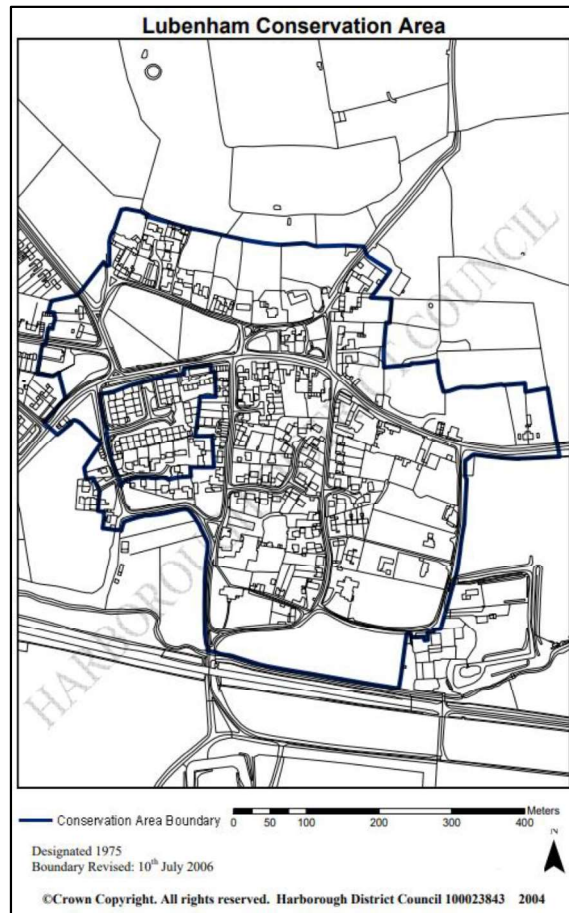 Lubenham Conservation Area
HARBOROUGH DISTRICT COUNCIL
Conservation Area Boundary
Meters
0 50 100 200 300 400
N
Designated 1975
Boundary Revised: 10th July 2006
©Crown Copyright. All rights reserved. Harborough District Council 100023843 2004